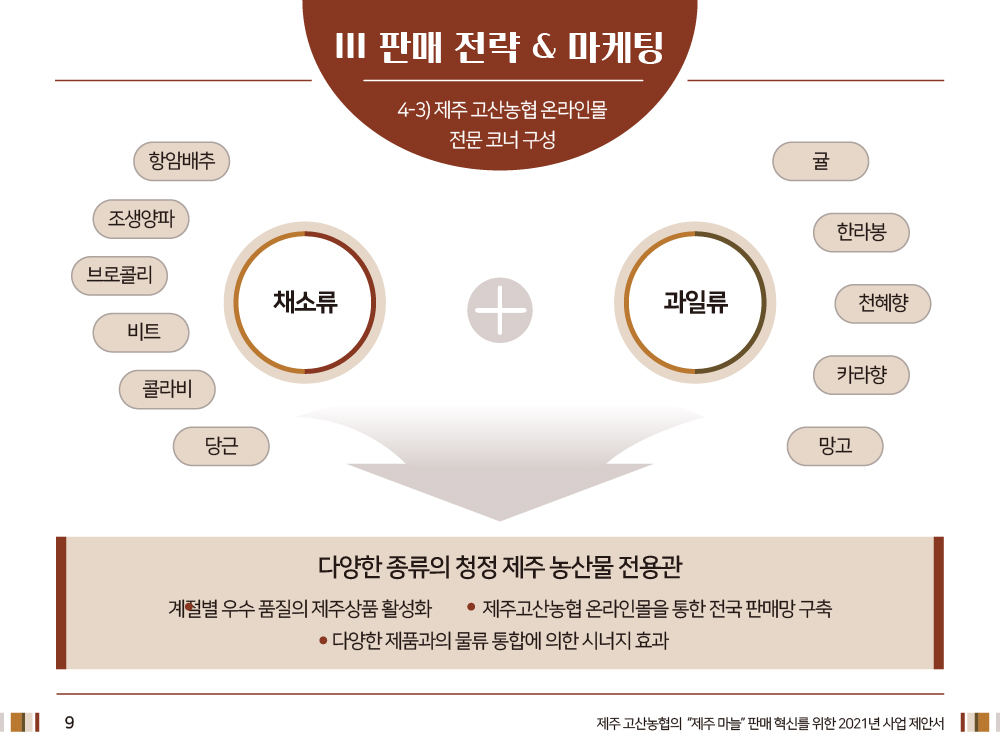 III 판매 전략 & 마케팅
4-3) 제주 고산농협 온라인몰
전문 코너 구성
항암배추
조생양파
브로콜리
비트
콜라비
당근
채소류
과일류
귤
한라봉
천혜향
카라향
망고
다양한 종류의 청정 제주 농산물 전용관
계절별 우수 품질의 제주상품 활성화
• 제주고산농협 온라인몰을 통한 전국 판매망 구축
• 다양한 제품과의 물류 통합에 의한 시너지 효과
9
제주 고산농협의 "제주 마늘" 판매 혁신를 위한 2021년 사업 제안서